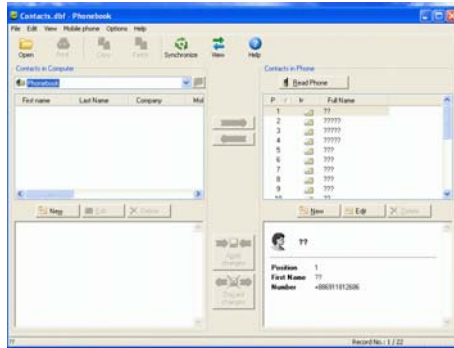 Contacts.dbf - Phonebook
File Edit View Mobile phone Options Help
Open Print Copy Paste Synchronize View Help
Contacts in Computer
Phonebook
First name Last Name Company Mob
New Edit Delete
Contacts in Phone
Read Phone
P Full Name
1 ??
2 ?????
3 ?????
4 ?????
5 ???
6 ???
7 ???
8 ???
9 ???
New Edit Delete
Apply changes
Discard changes
??
Position 1
First Name ??
Number +886911812606
??
Record No.: 1 / 22